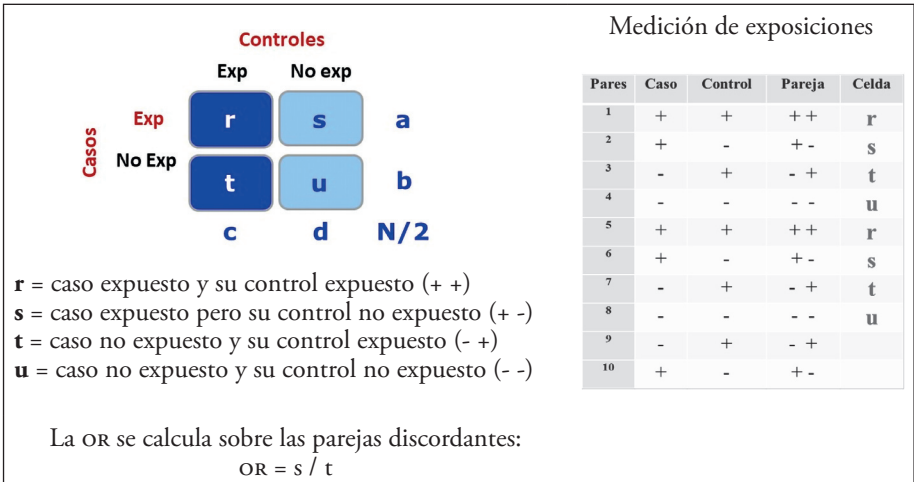 Controles
Exp No exp
Casos
Exp r s a
No Exp t u b
c d N/2
r = caso expuesto y su control expuesto (+ +)
s = caso expuesto pero su control no expuesto (+ -)
t = caso no expuesto y su control expuesto (- +)
u = caso no expuesto y su control no expuesto (- -)
La OR se calcula sobre las parejas discordantes:
OR = s / t
Medición de exposiciones
Pares Caso Control Pareja Celda
1 + + + + r
2 + - + - s
3 - + - + t
4 - - - - u
5 + + + + r
6 + - + - s
7 - + - + t
8 - - - - u
9 - + - +
10 + - + -